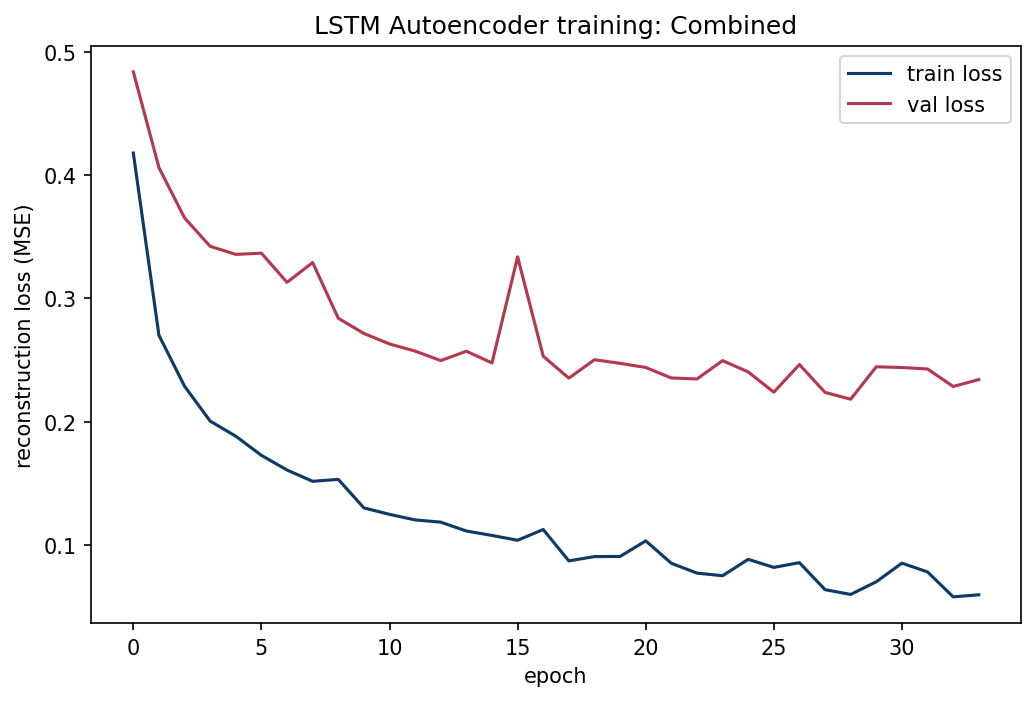 LSTM Autoencoder training: Combined
train loss
val loss
reconstruction loss (MSE)
0.5
0.4
0.3
0.2
0.1
0 5 10 15 20 25 30
epoch